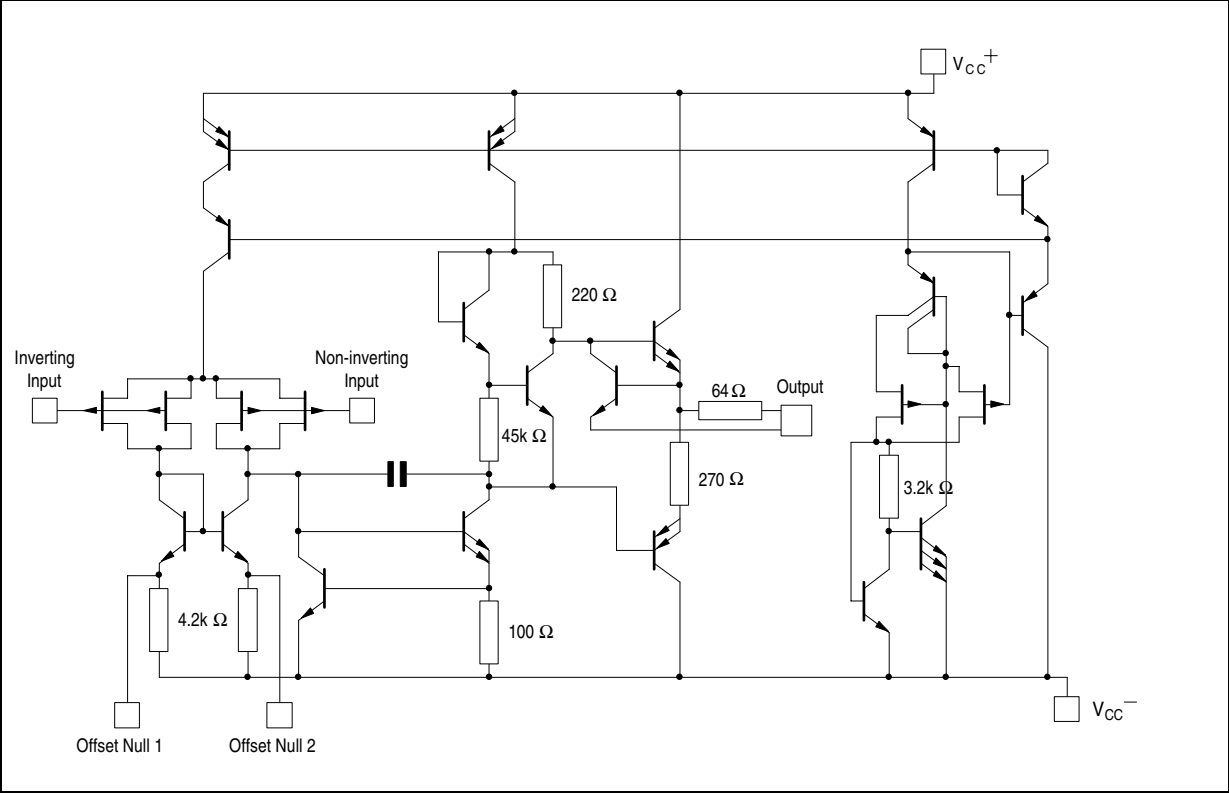 V CC +
220 Ω
Inverting
Input
Non-inverting
Input
64 Ω
Output
45k Ω
270 Ω
3.2k Ω
4.2k Ω
100 Ω
VCC –
Offset Null 1
Offset Null 2